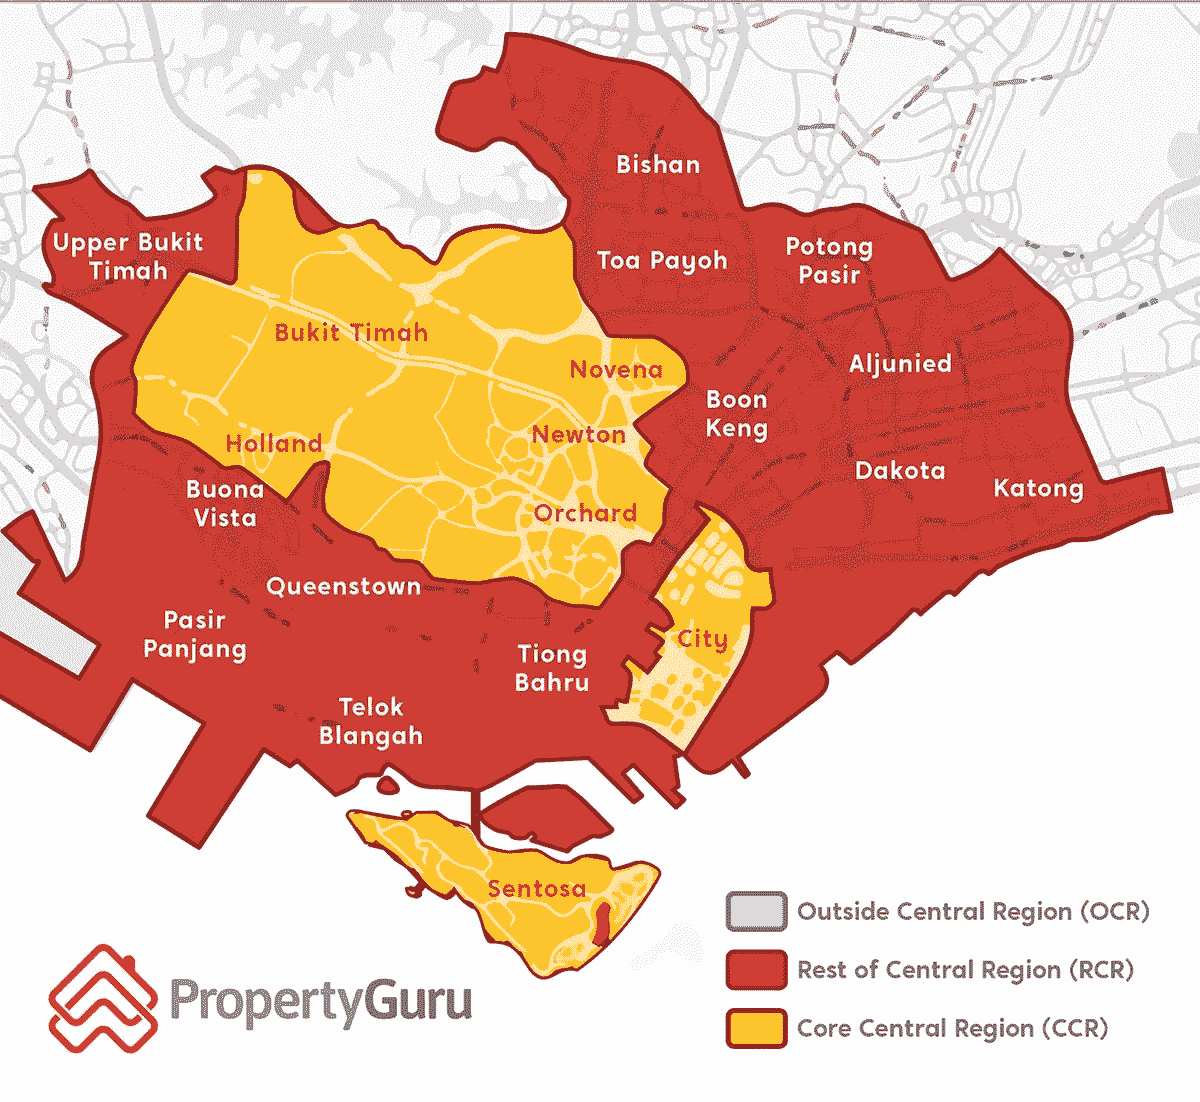 Bishan
Upper Bukit
Timah
Toa Payoh
Potong
Pasir
Bukit Timah
Novena
Aljunied
Boon
Keng
Holland
Newton
Dakota
Katong
Buona
Vista
Orchard
Queenstown
Pasir
Panjang
City
Tiong
Bahru
Telok
Blangah
Sentosa
Outside Central Region (OCR)
Rest of Central Region (RCR)
Core Central Region (CCR)
PropertyGuru